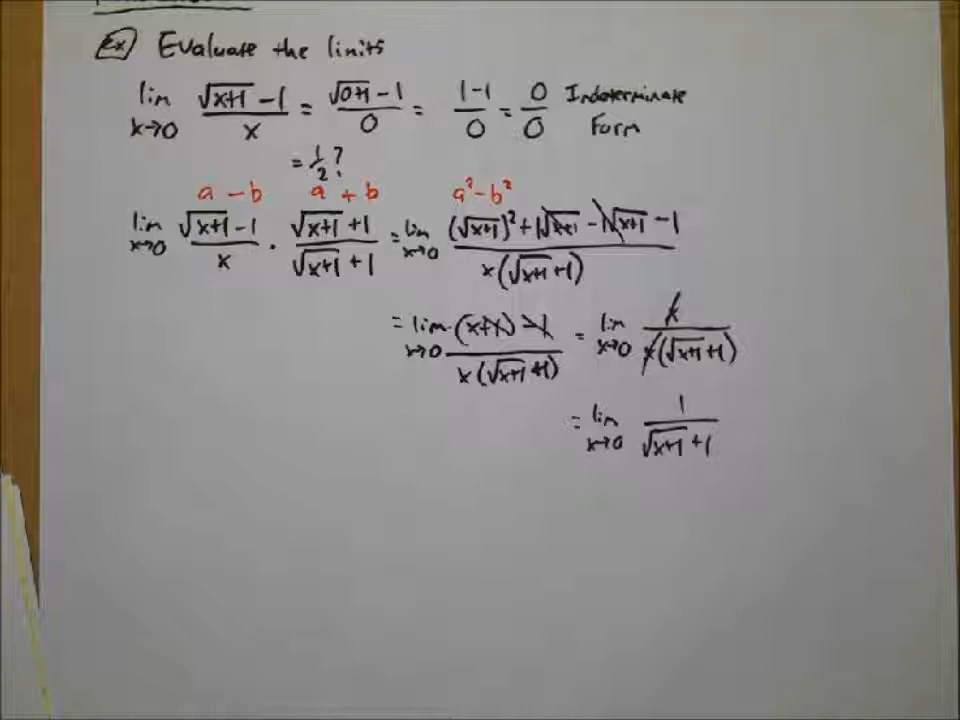 Ex Evaluate the limits
lim x→0 (√(x+1) - 1)/x = (√(0+1) - 1)/0 = (1-1)/0 = 0/0 Indeterminate Form
= 1/2 ?
a - b a + b a² - b²
lim x→0 (√(x+1) - 1)/x · (√(x+1) + 1)/(√(x+1) + 1) = lim x→0 ((√(x+1))² + 1√(x+1) - 1√(x+1) - 1)/(x(√(x+1) + 1))
= lim x→0 ((x+1) - 1)/(x(√(x+1) + 1)) = lim x→0 x/(x(√(x+1) + 1))
= lim x→0 1/(√(x+1) + 1)